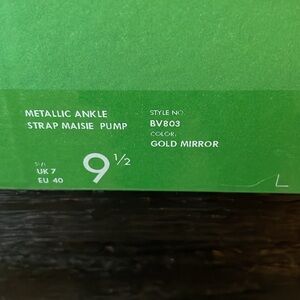 METALLIC ANKLE
STRAP MAISIE PUMP
STYLE NO.
BV803
COLOR:
GOLD MIRROR
UK 7
EU 40
9 1/2